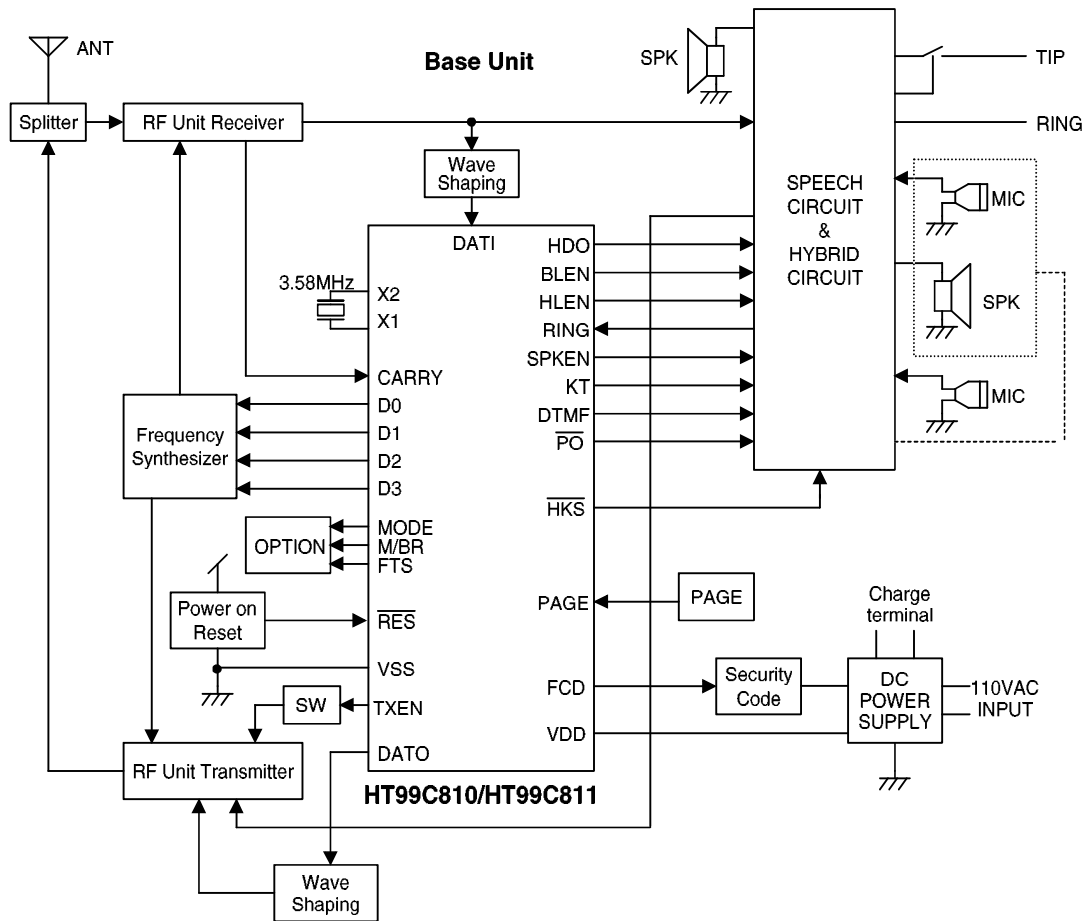 ANT
Base Unit
SPK
TIP
Splitter
RF Unit Receiver
RING
Wave
Shaping
SPEECH
CIRCUIT
&
HYBRID
CIRCUIT
MIC
SPK
MIC
DATI
3.58MHz
X2
X1
CARRY
D0
D1
D2
D3
MODE
M/BR
FTS
RES
VSS
TXEN
DATO
HDO
BLEN
HLEN
RING
SPKEN
KT
DTMF
PO
HKS
PAGE
FCD
VDD
Frequency
Synthesizer
OPTION
Power on
Reset
PAGE
Charge
terminal
Security
Code
DC
POWER
SUPPLY
110VAC
INPUT
SW
RF Unit Transmitter
HT99C810/HT99C811
Wave
Shaping